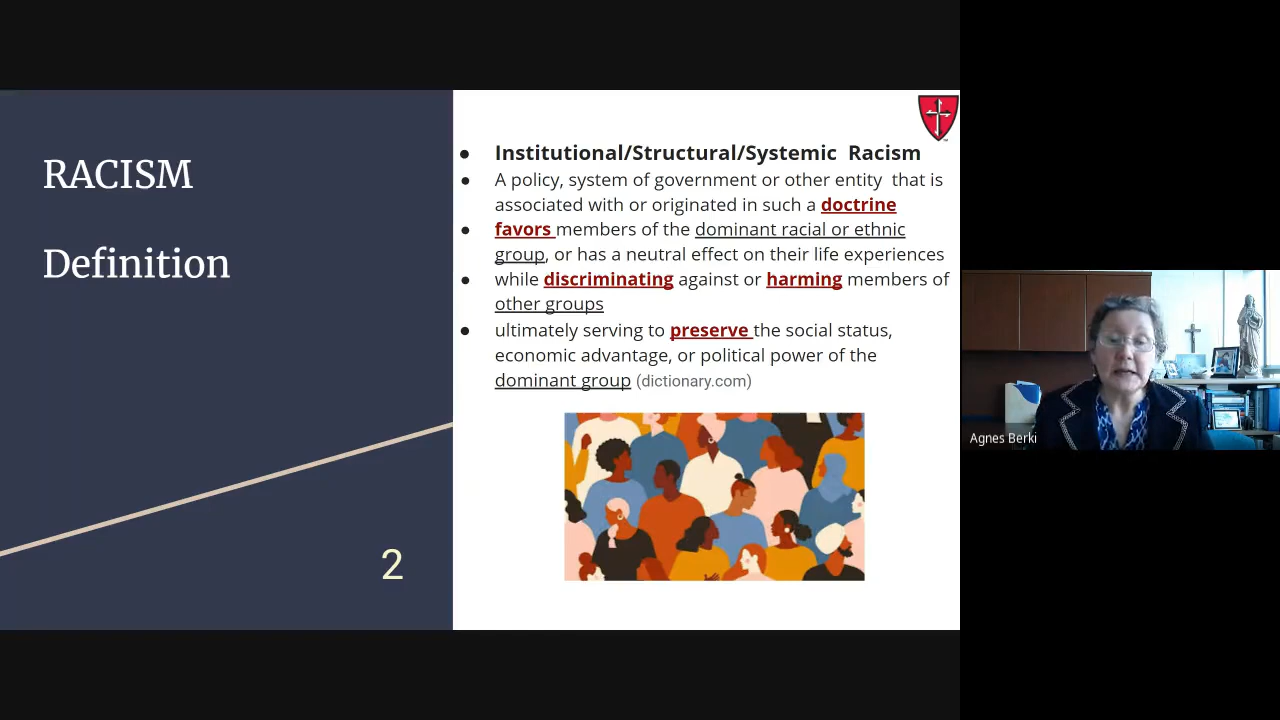 RACISM
Definition
2
• Institutional/Structural/Systemic Racism
• A policy, system of government or other entity that is
associated with or originated in such a doctrine
• favors members of the dominant racial or ethnic
group, or has a neutral effect on their life experiences
• while discriminating against or harming members of
other groups
• ultimately serving to preserve the social status,
economic advantage, or political power of the
dominant group (dictionary.com)
Agnes Berki